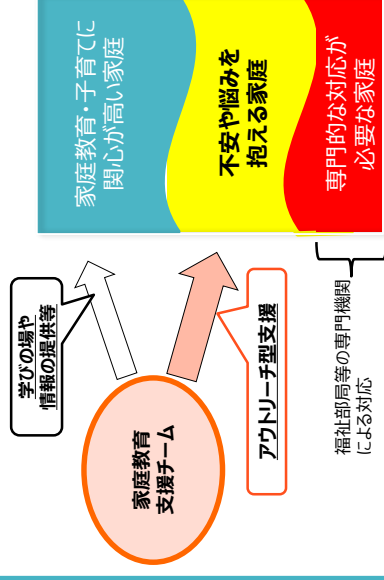 家庭教育・子育てに
関心が高い家庭
不安や悩みを
抱える家庭
専門的な対応が
必要な家庭
学びの場や
情報の提供等
アウトリーチ型支援
家庭教育
支援チーム
福祉部局等の専門機関
による対応